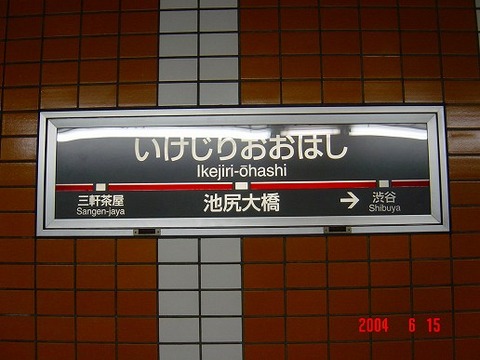 いけじりおおはし
Ikejiri-ōhashi
三軒茶屋
Sangen-jaya
池尻大橋
→ 渋谷
Shibuya
2004 6 15